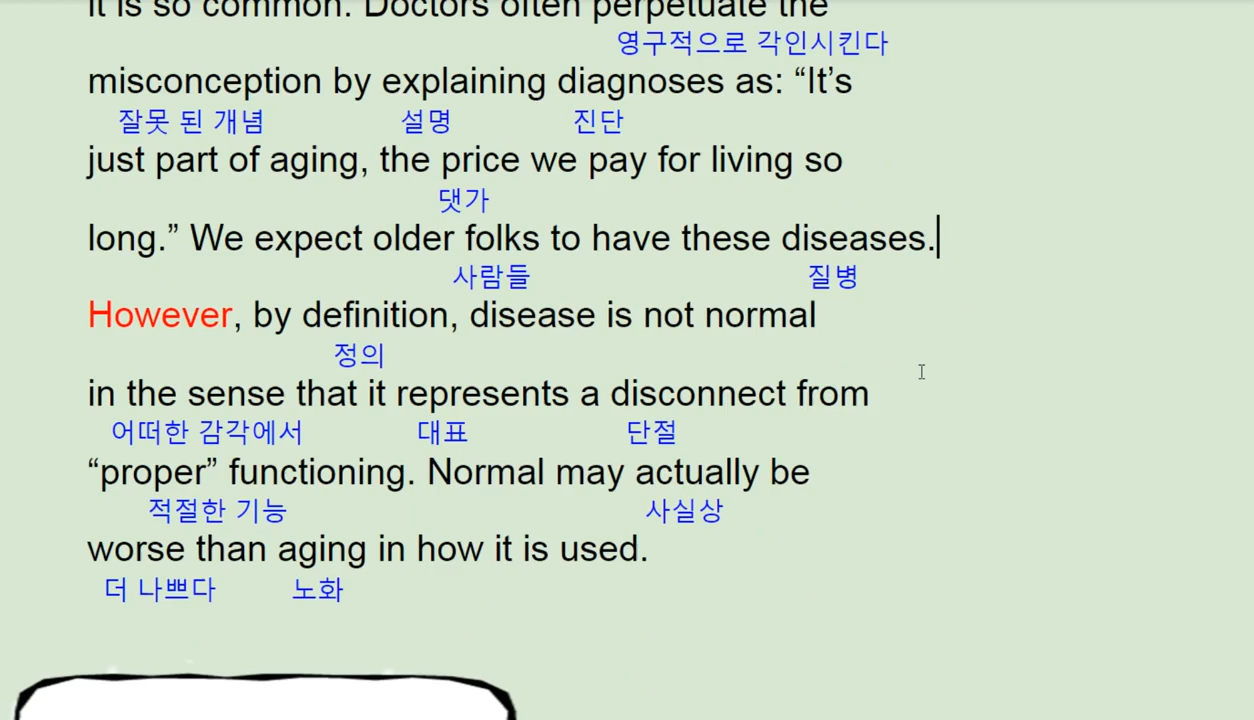 it is so common. Doctors often perpetuate the
영구적으로 각인시킨다
misconception by explaining diagnoses as: “It’s
잘못 된 개념 설명 진단
just part of aging, the price we pay for living so
댓가
long.” We expect older folks to have these diseases.
사람들 질병
However, by definition, disease is not normal
정의
in the sense that it represents a disconnect from
어떠한 감각에서 대표 단절
“proper” functioning. Normal may actually be
적절한 기능 사실상
worse than aging in how it is used.
더 나쁘다 노화